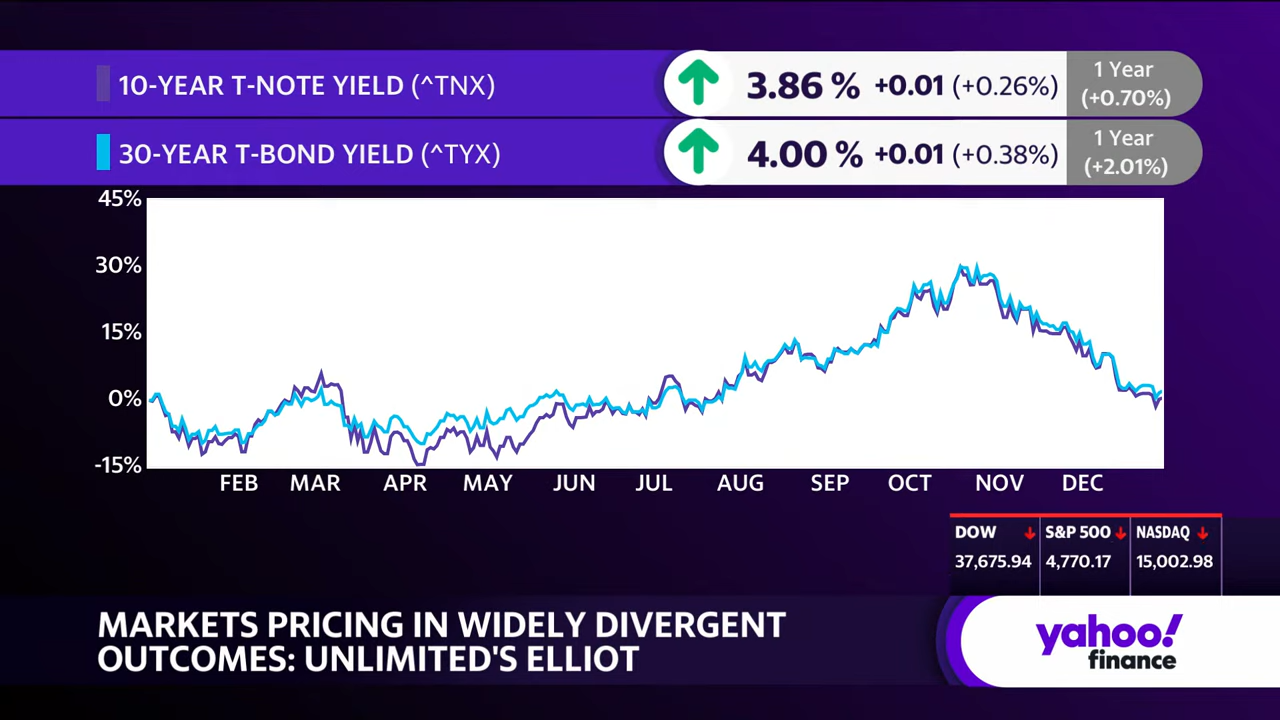 10-YEAR T-NOTE YIELD (^TNX)
3.86 % +0.01 (+0.26%)
1 Year
(+0.70%)
30-YEAR T-BOND YIELD (^TYX)
4.00 % +0.01 (+0.38%)
1 Year
(+2.01%)
45%
30%
15%
0%
-15%
FEB MAR APR MAY JUN JUL AUG SEP OCT NOV DEC
DOW S&P 500 NASDAQ
37,675.94 4,770.17 15,002.98
MARKETS PRICING IN WIDELY DIVERGENT
OUTCOMES: UNLIMITED'S ELLIOT
yahoo!
finance